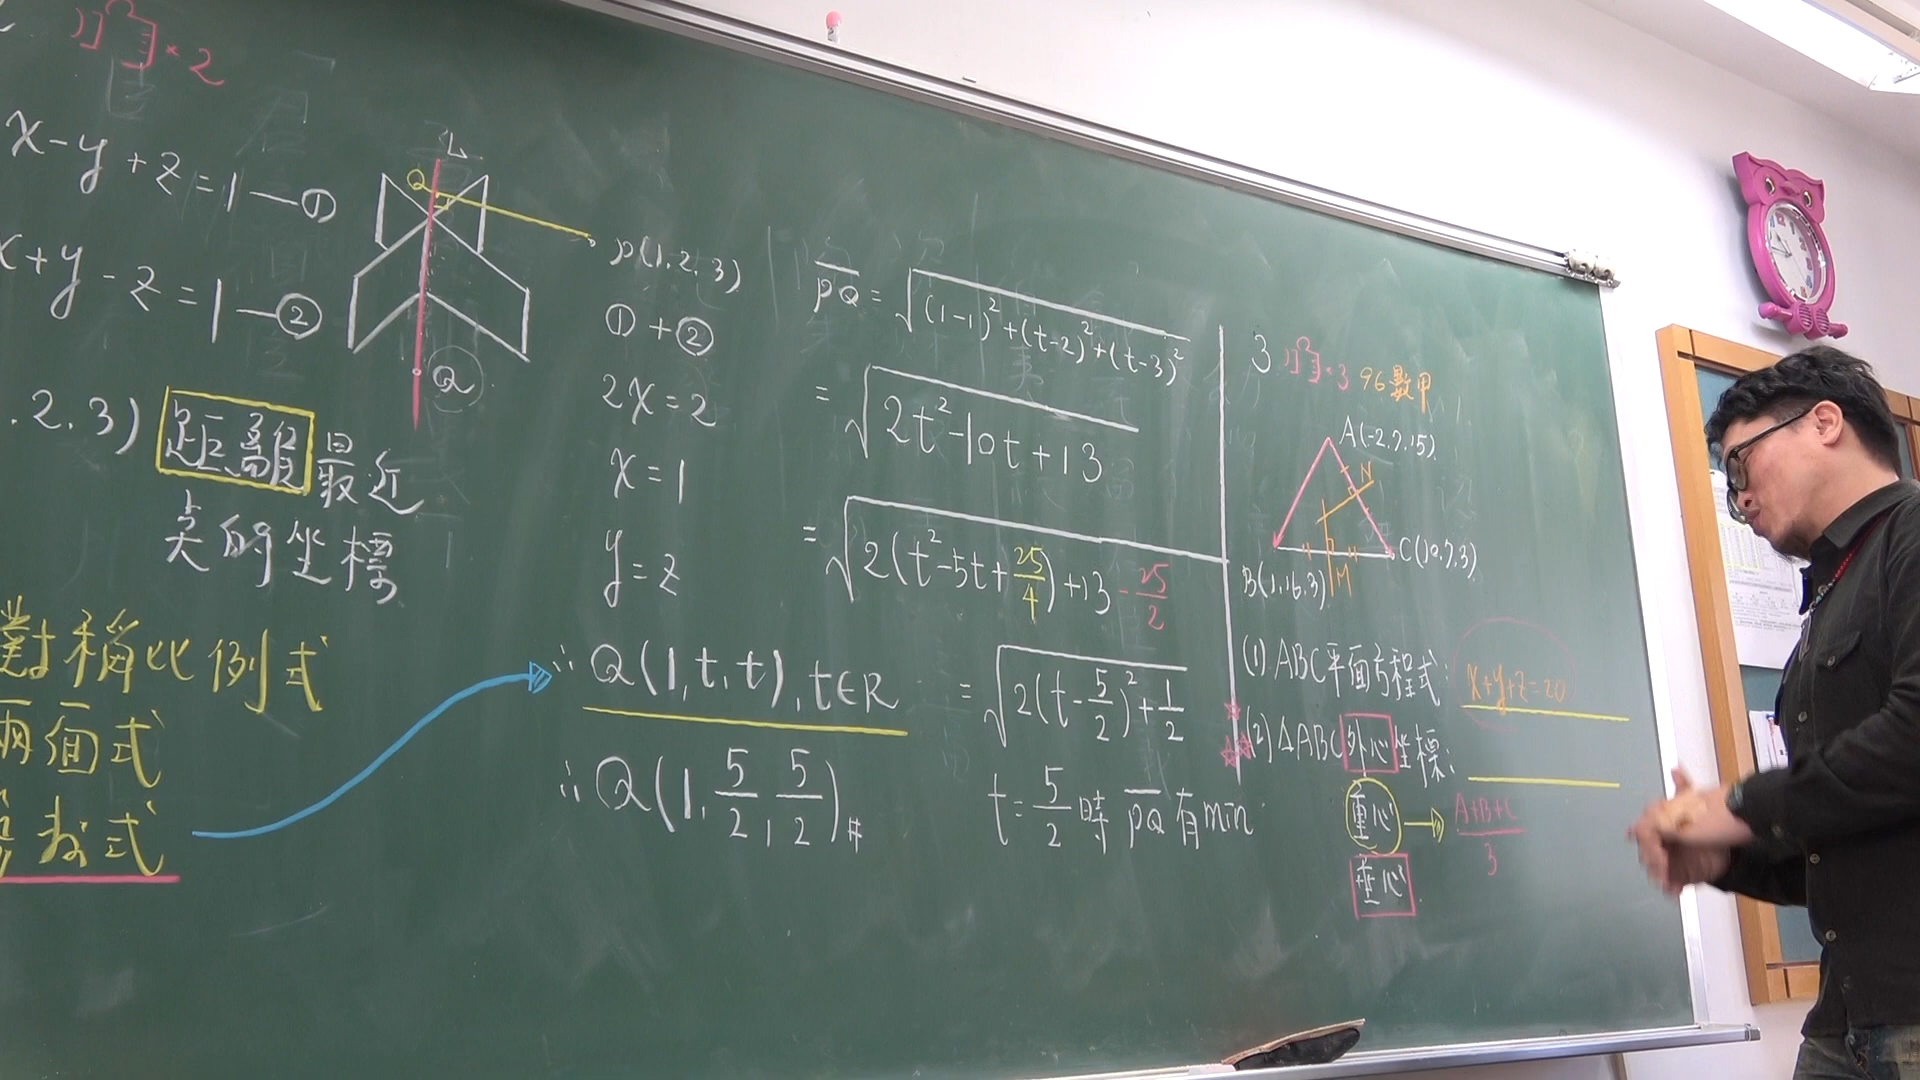 ×2
x-y+z=1—①
x+y-z=1—②
.2.3) 距離最近
点的坐標
對稱比例式
兩面式
參數式
L
Q
Q
P(1.2.3)
①+②
2x=2
x=1
y=z
∴Q(1,t,t),t∈R
∴Q(1,5/2,5/2)#
PQ=√((1-1)²+(t-2)²+(t-3)²)
=√(2t²-10t+13)
=√(2(t²-5t+25/4)+13-25/2)
=√(2(t-5/2)²+1/2)
t=5/2時 PQ有min
3 ×3 96數甲
A(-2.7.15)
N
C(10.7.3)
B(1.16.3)
M
(1) ABC平面方程式: x+y+z=20
(2) △ABC外心坐標:
重心→(A+B+C)/3
垂心